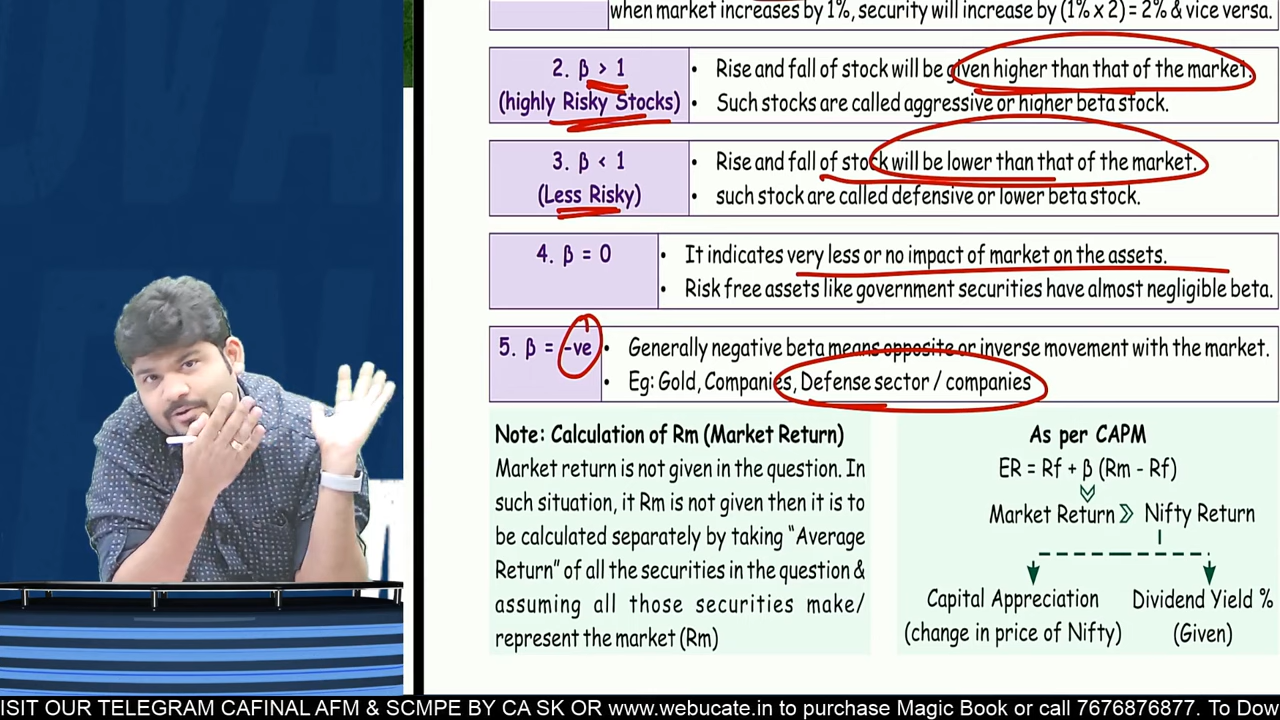 when market increases by 1%, security will increase by (1% x 2) = 2% & vice versa.
2. β > 1
(highly Risky Stocks)
• Rise and fall of stock will be given higher than that of the market.
• Such stocks are called aggressive or higher beta stock.
3. β < 1
(Less Risky)
• Rise and fall of stock will be lower than that of the market.
• such stock are called defensive or lower beta stock.
4. β = 0
• It indicates very less or no impact of market on the assets.
• Risk free assets like government securities have almost negligible beta.
5. β = -ve
• Generally negative beta means opposite or inverse movement with the market.
• Eg: Gold, Companies, Defense sector / companies
Note: Calculation of Rm (Market Return)
Market return is not given in the question. In
such situation, it Rm is not given then it is to
be calculated separately by taking “Average
Return” of all the securities in the question &
assuming all those securities make/
represent the market (Rm)
As per CAPM
ER = Rf + β (Rm - Rf)
Market Return Nifty Return
Capital Appreciation
(change in price of Nifty)
Dividend Yield %
(Given)
ISIT OUR TELEGRAM CAFINAL AFM & SCMPE BY CA SK OR www.webucate.in to purchase Magic Book or call 7676876877. To Dow